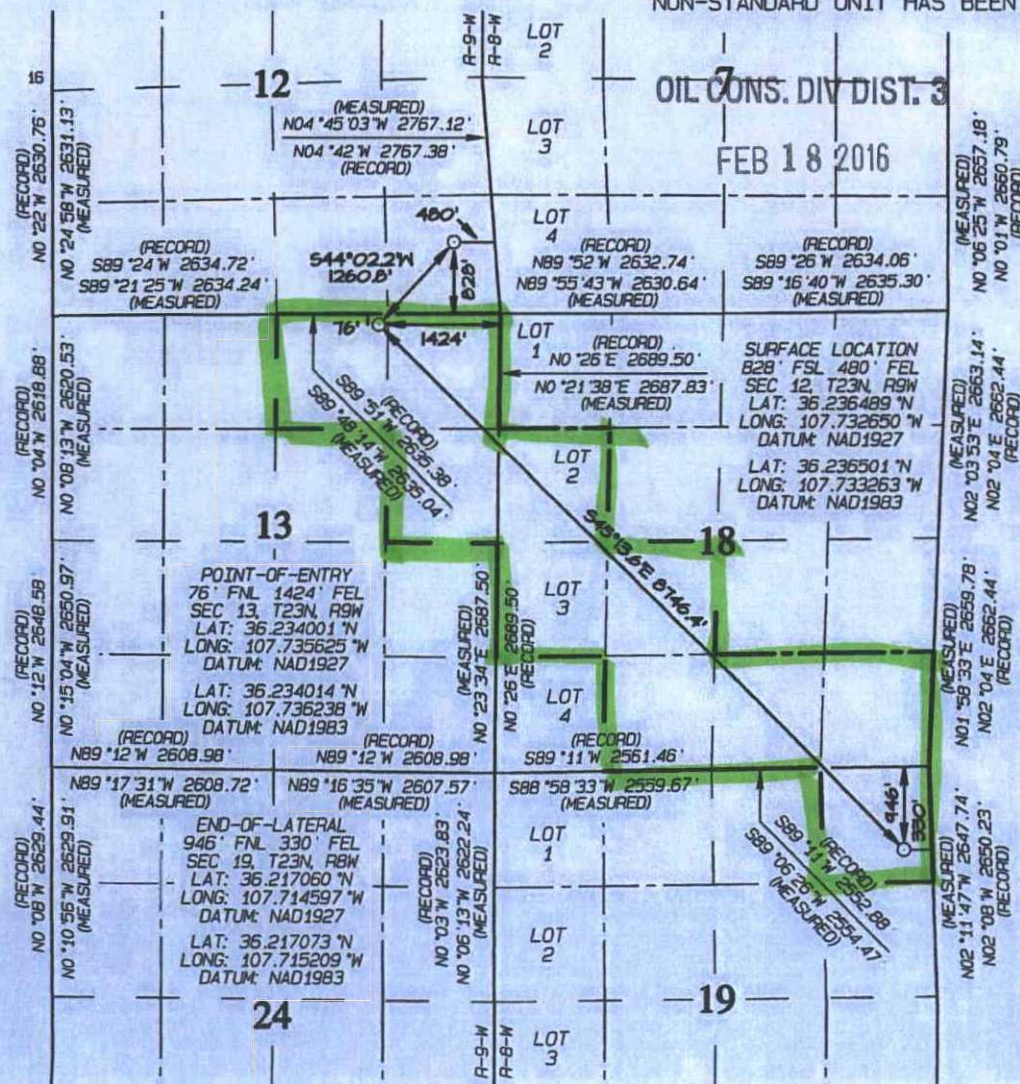 NON-STANDARD UNIT HAS BEEN
R-9-W
R-8-W
LOT
2
16
12
7
OIL CONS. DIV DIST. 3
FEB 18 2016
(MEASURED)
N04°45'03"W 2767.12'
N04°42'W 2767.38'
(RECORD)
LOT
3
(RECORD)
N0°22'W 2630.76'
N0°24'56"W 2631.13'
(MEASURED)
(MEASURED)
N0°06'25"W 2657.18'
N0°01'W 2660.79'
(RECORD)
LOT
4
480'
828'
S44°02.2'W
1260.8'
(RECORD)
S89°24'W 2634.72'
S89°21'25"W 2634.24'
(MEASURED)
(RECORD)
N89°52'W 2632.74'
N89°55'43"W 2630.64'
(MEASURED)
(RECORD)
S89°26'W 2634.06'
S89°16'40"W 2635.30'
(MEASURED)
76'
1424'
LOT
1
(RECORD)
N0°26'E 2689.50'
N0°21'38"E 2687.83'
(MEASURED)
SURFACE LOCATION
828' FSL 480' FEL
SEC 12, T23N, R9W
LAT: 36.236489°N
LONG: 107.732650°W
DATUM: NAD1927
LAT: 36.236501°N
LONG: 107.733263°W
DATUM: NAD1983
(RECORD)
S89°51'W 2635.38'
S89°48'14"W 2635.04'
(MEASURED)
(RECORD)
N0°04'W 2618.88'
N0°08'13"W 2620.53'
(MEASURED)
(MEASURED)
N02°03'53"E 2663.14'
N02°04'E 2662.44'
(RECORD)
LOT
2
13
18
S45°13.6'E 8746.4'
POINT-OF-ENTRY
76' FNL 1424' FEL
SEC 13, T23N, R9W
LAT: 36.234001°N
LONG: 107.735625°W
DATUM: NAD1927
LAT: 36.234014°N
LONG: 107.736238°W
DATUM: NAD1983
LOT
3
(RECORD)
N0°12'W 2648.58'
N0°15'04"W 2650.97'
(MEASURED)
(MEASURED)
N0°23'34"E 2687.50'
N0°26'E 2689.50'
(RECORD)
(MEASURED)
N01°58'33"E 2659.78'
N02°04'E 2662.44'
(RECORD)
LOT
4
(RECORD)
N89°12'W 2608.98'
N89°17'31"W 2608.72'
(MEASURED)
(RECORD)
N89°12'W 2608.98'
N89°16'35"W 2607.57'
(MEASURED)
(RECORD)
S89°11'W 2561.46'
S88°58'33"W 2559.67'
(MEASURED)
946'
330'
(RECORD)
S89°11'W 2552.88'
S89°06'26"W 2554.47'
(MEASURED)
END-OF-LATERAL
946' FNL 330' FEL
SEC 19, T23N, R8W
LAT: 36.217060°N
LONG: 107.714597°W
DATUM: NAD1927
LAT: 36.217073°N
LONG: 107.715209°W
DATUM: NAD1983
(RECORD)
N0°08'W 2629.44'
N0°10'56"W 2629.91'
(MEASURED)
(RECORD)
N0°03'W 2623.83'
N0°06'13"W 2622.24'
(MEASURED)
(MEASURED)
N02°11'47"W 2647.74'
N02°08'W 2650.23'
(RECORD)
LOT
1
LOT
2
24
19
R-9-W
R-8-W
LOT
3